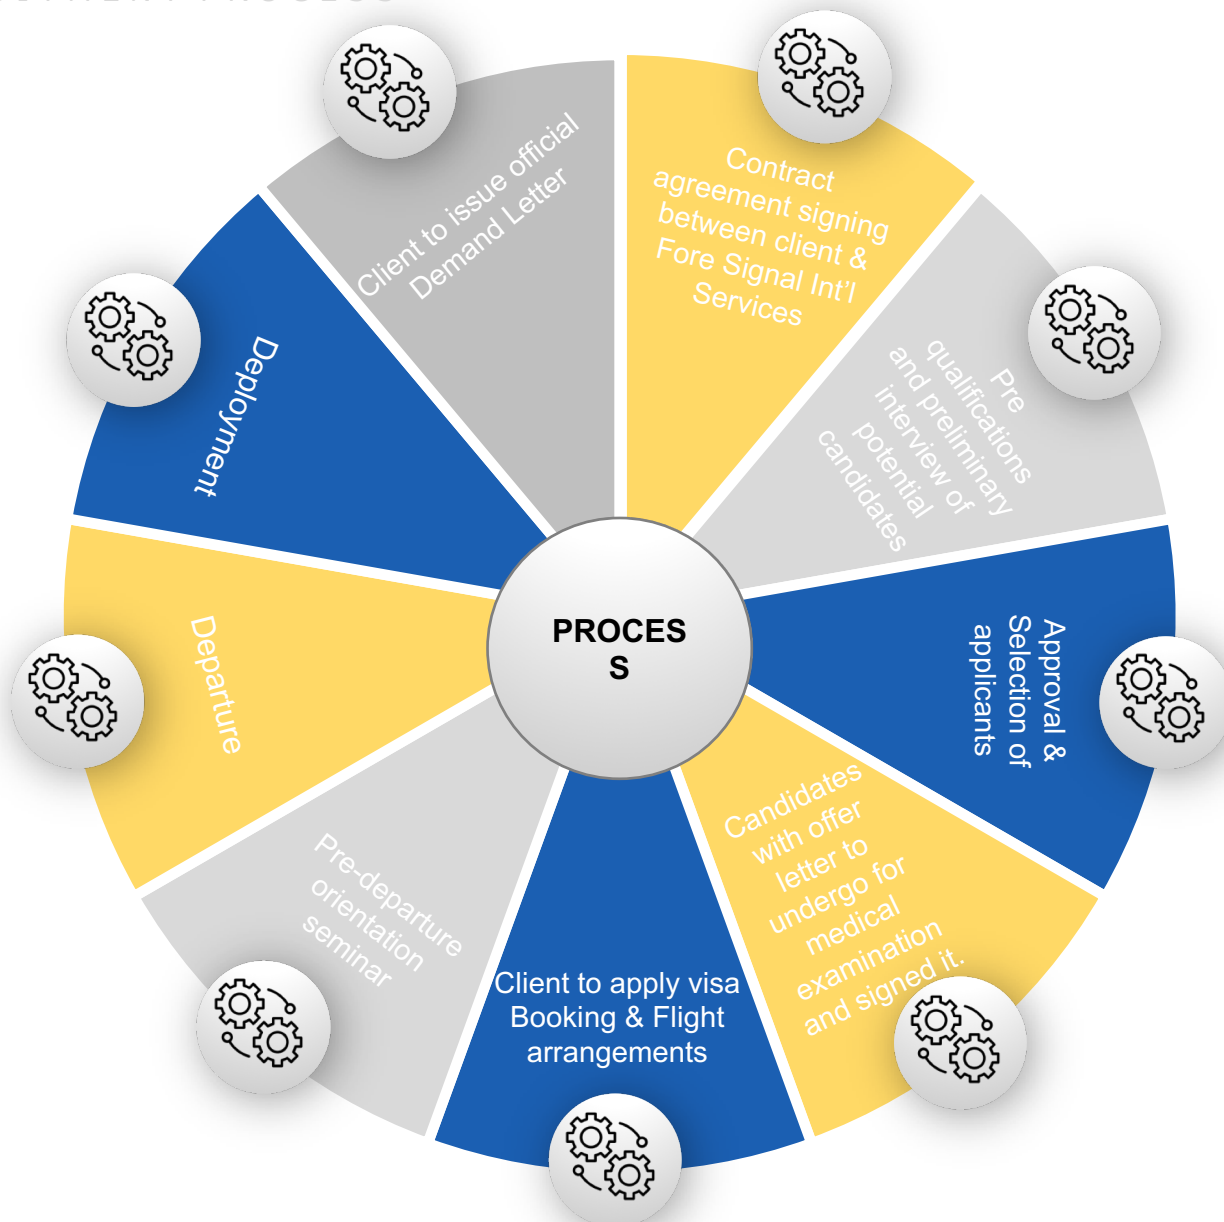 PROCESS
Client to issue official
Demand Letter
Contract
agreement signing
between client &
Fore Signal Int'l
Services
Pre
qualifications
and preliminary
interview of
potential
candidates
Approval &
Selection of
applicants
Candidates
with offer
letter to
undergo for
medical
examination
and signed it.
Client to apply visa
Booking & Flight
arrangements
Pre-departure
orientation
seminar
Departure
Deployment
PROCES
S